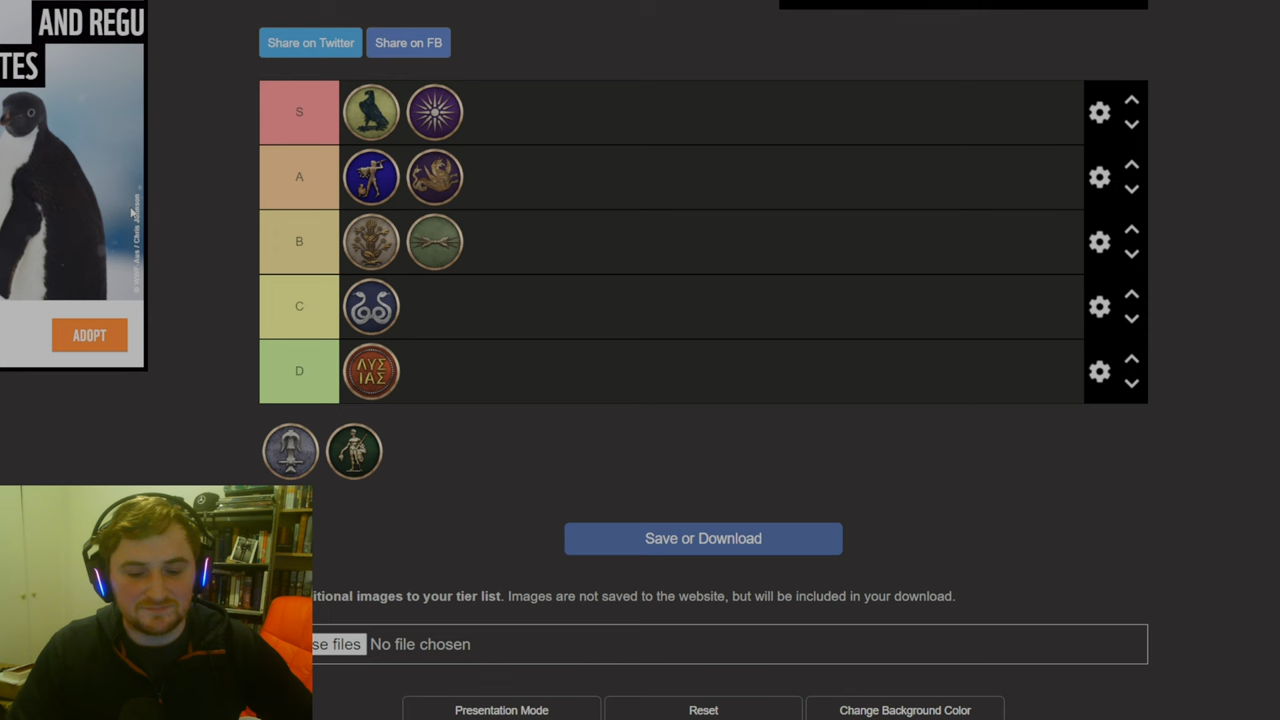 AND REGU
TES
Share on Twitter
Share on FB
S
A
B
C
D
ΛΥΣ
ΙΑΣ
ADOPT
Save or Download
itional images to your tier list. Images are not saved to the website, but will be included in your download.
se files No file chosen
Presentation Mode
Reset
Change Background Color